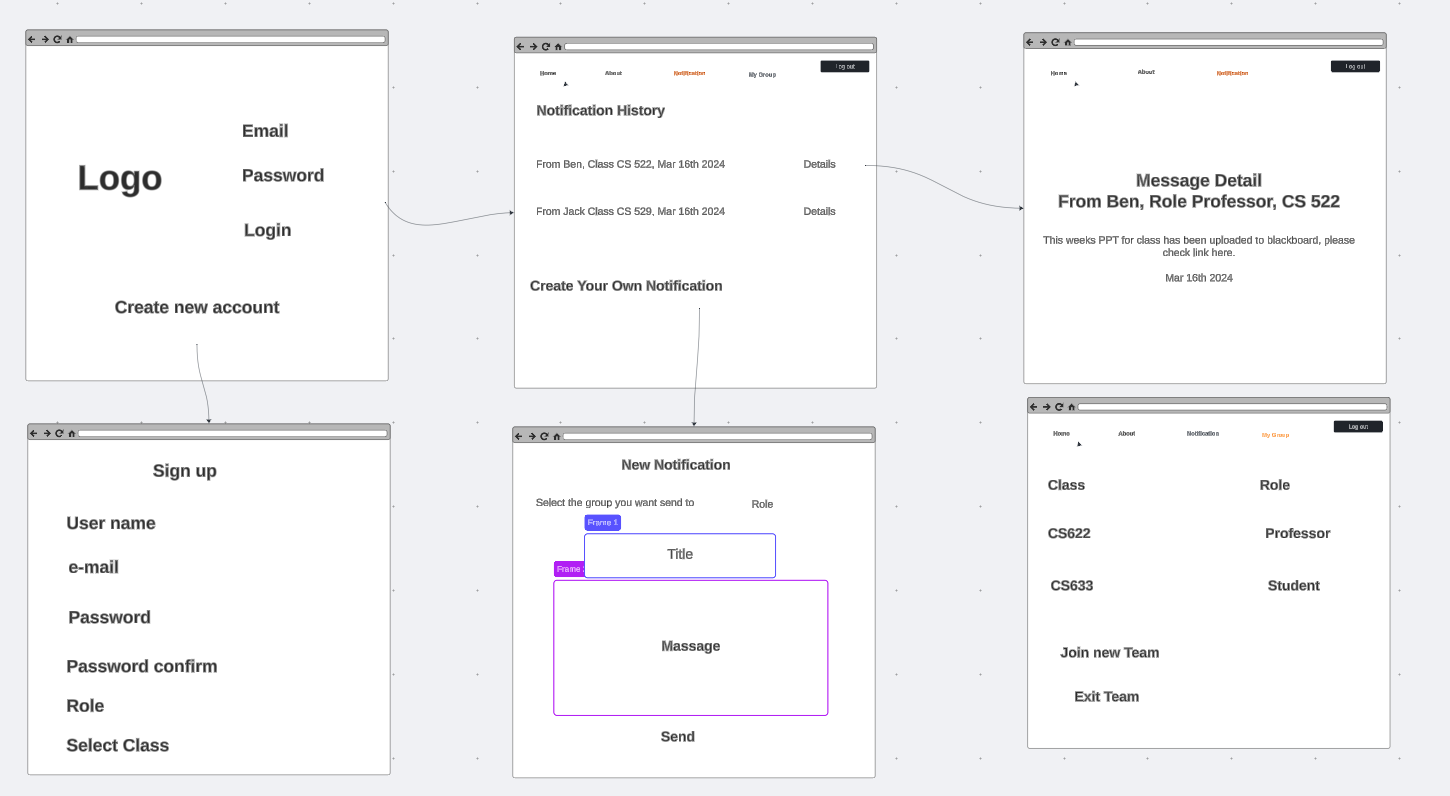 Logo
Email
Password
Login
Create new account
Home About Notification My Group Log out
Notification History
From Ben, Class CS 522, Mar 16th 2024 Details
From Jack Class CS 529, Mar 16th 2024 Details
Create Your Own Notification
Home About Notification Log out
Message Detail
From Ben, Role Professor, CS 522
This weeks PPT for class has been uploaded to blackboard, please
check link here.
Mar 16th 2024
Sign up
User name
e-mail
Password
Password confirm
Role
Select Class
New Notification
Select the group you want send to Role
Frame 1
Title
Frame
Massage
Send
Home About Notification My Group Log out
Class Role
CS622 Professor
CS633 Student
Join new Team
Exit Team